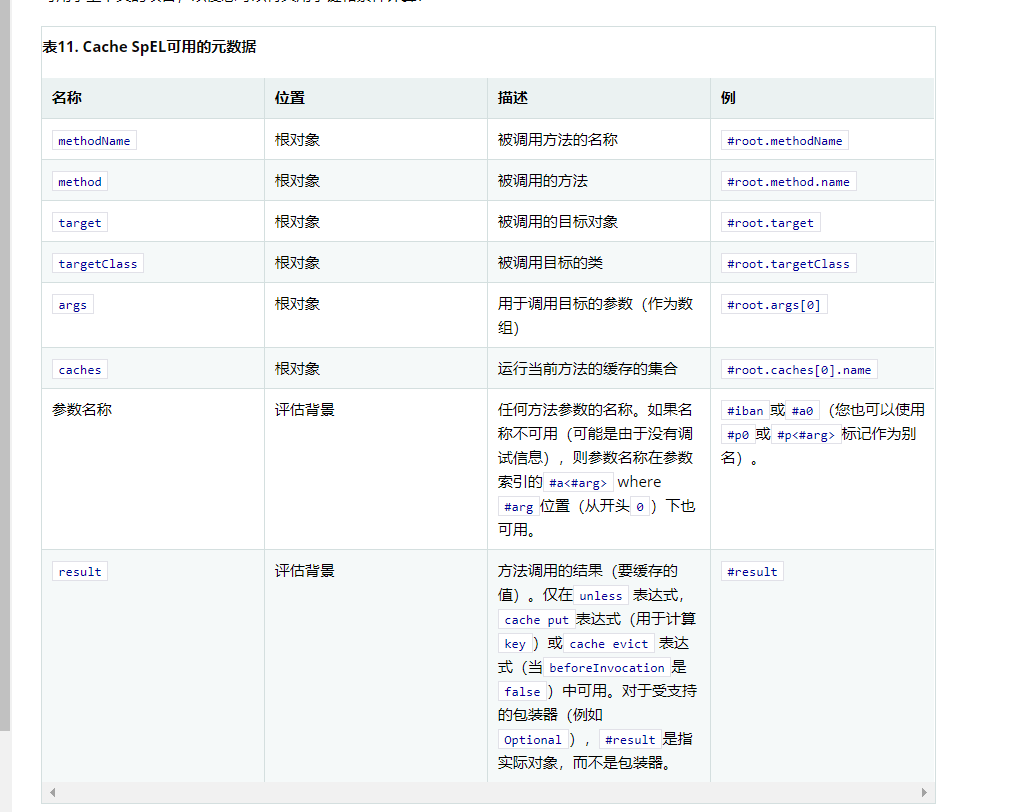 表11. Cache SpEL可用的元数据
名称 位置 描述 例
methodName 根对象 被调用方法的名称 #root.methodName
method 根对象 被调用的方法 #root.method.name
target 根对象 被调用的目标对象 #root.target
targetClass 根对象 被调用目标的类 #root.targetClass
args 根对象 用于调用目标的参数（作为数 #root.args[0]
组）
caches 根对象 运行当前方法的缓存的集合 #root.caches[0].name
参数名称 评估背景 任何方法参数的名称。如果名 #iban 或 #a0 （您也可以使用
称不可用（可能是由于没有调 #p0 或 #p<#arg> 标记作为别
试信息），则参数名称在参数 名）。
索引的 #a<#arg> where
#arg 位置（从开头 0 ）下也
可用。
result 评估背景 方法调用的结果（要缓存的 #result
值）。仅在 unless 表达式，
cache put 表达式（用于计算
key ）或 cache evict 表达
式（当 beforeInvocation 是
false ）中可用。对于受支持
的包装器（例如
Optional ）， #result 是指
实际对象，而不是包装器。